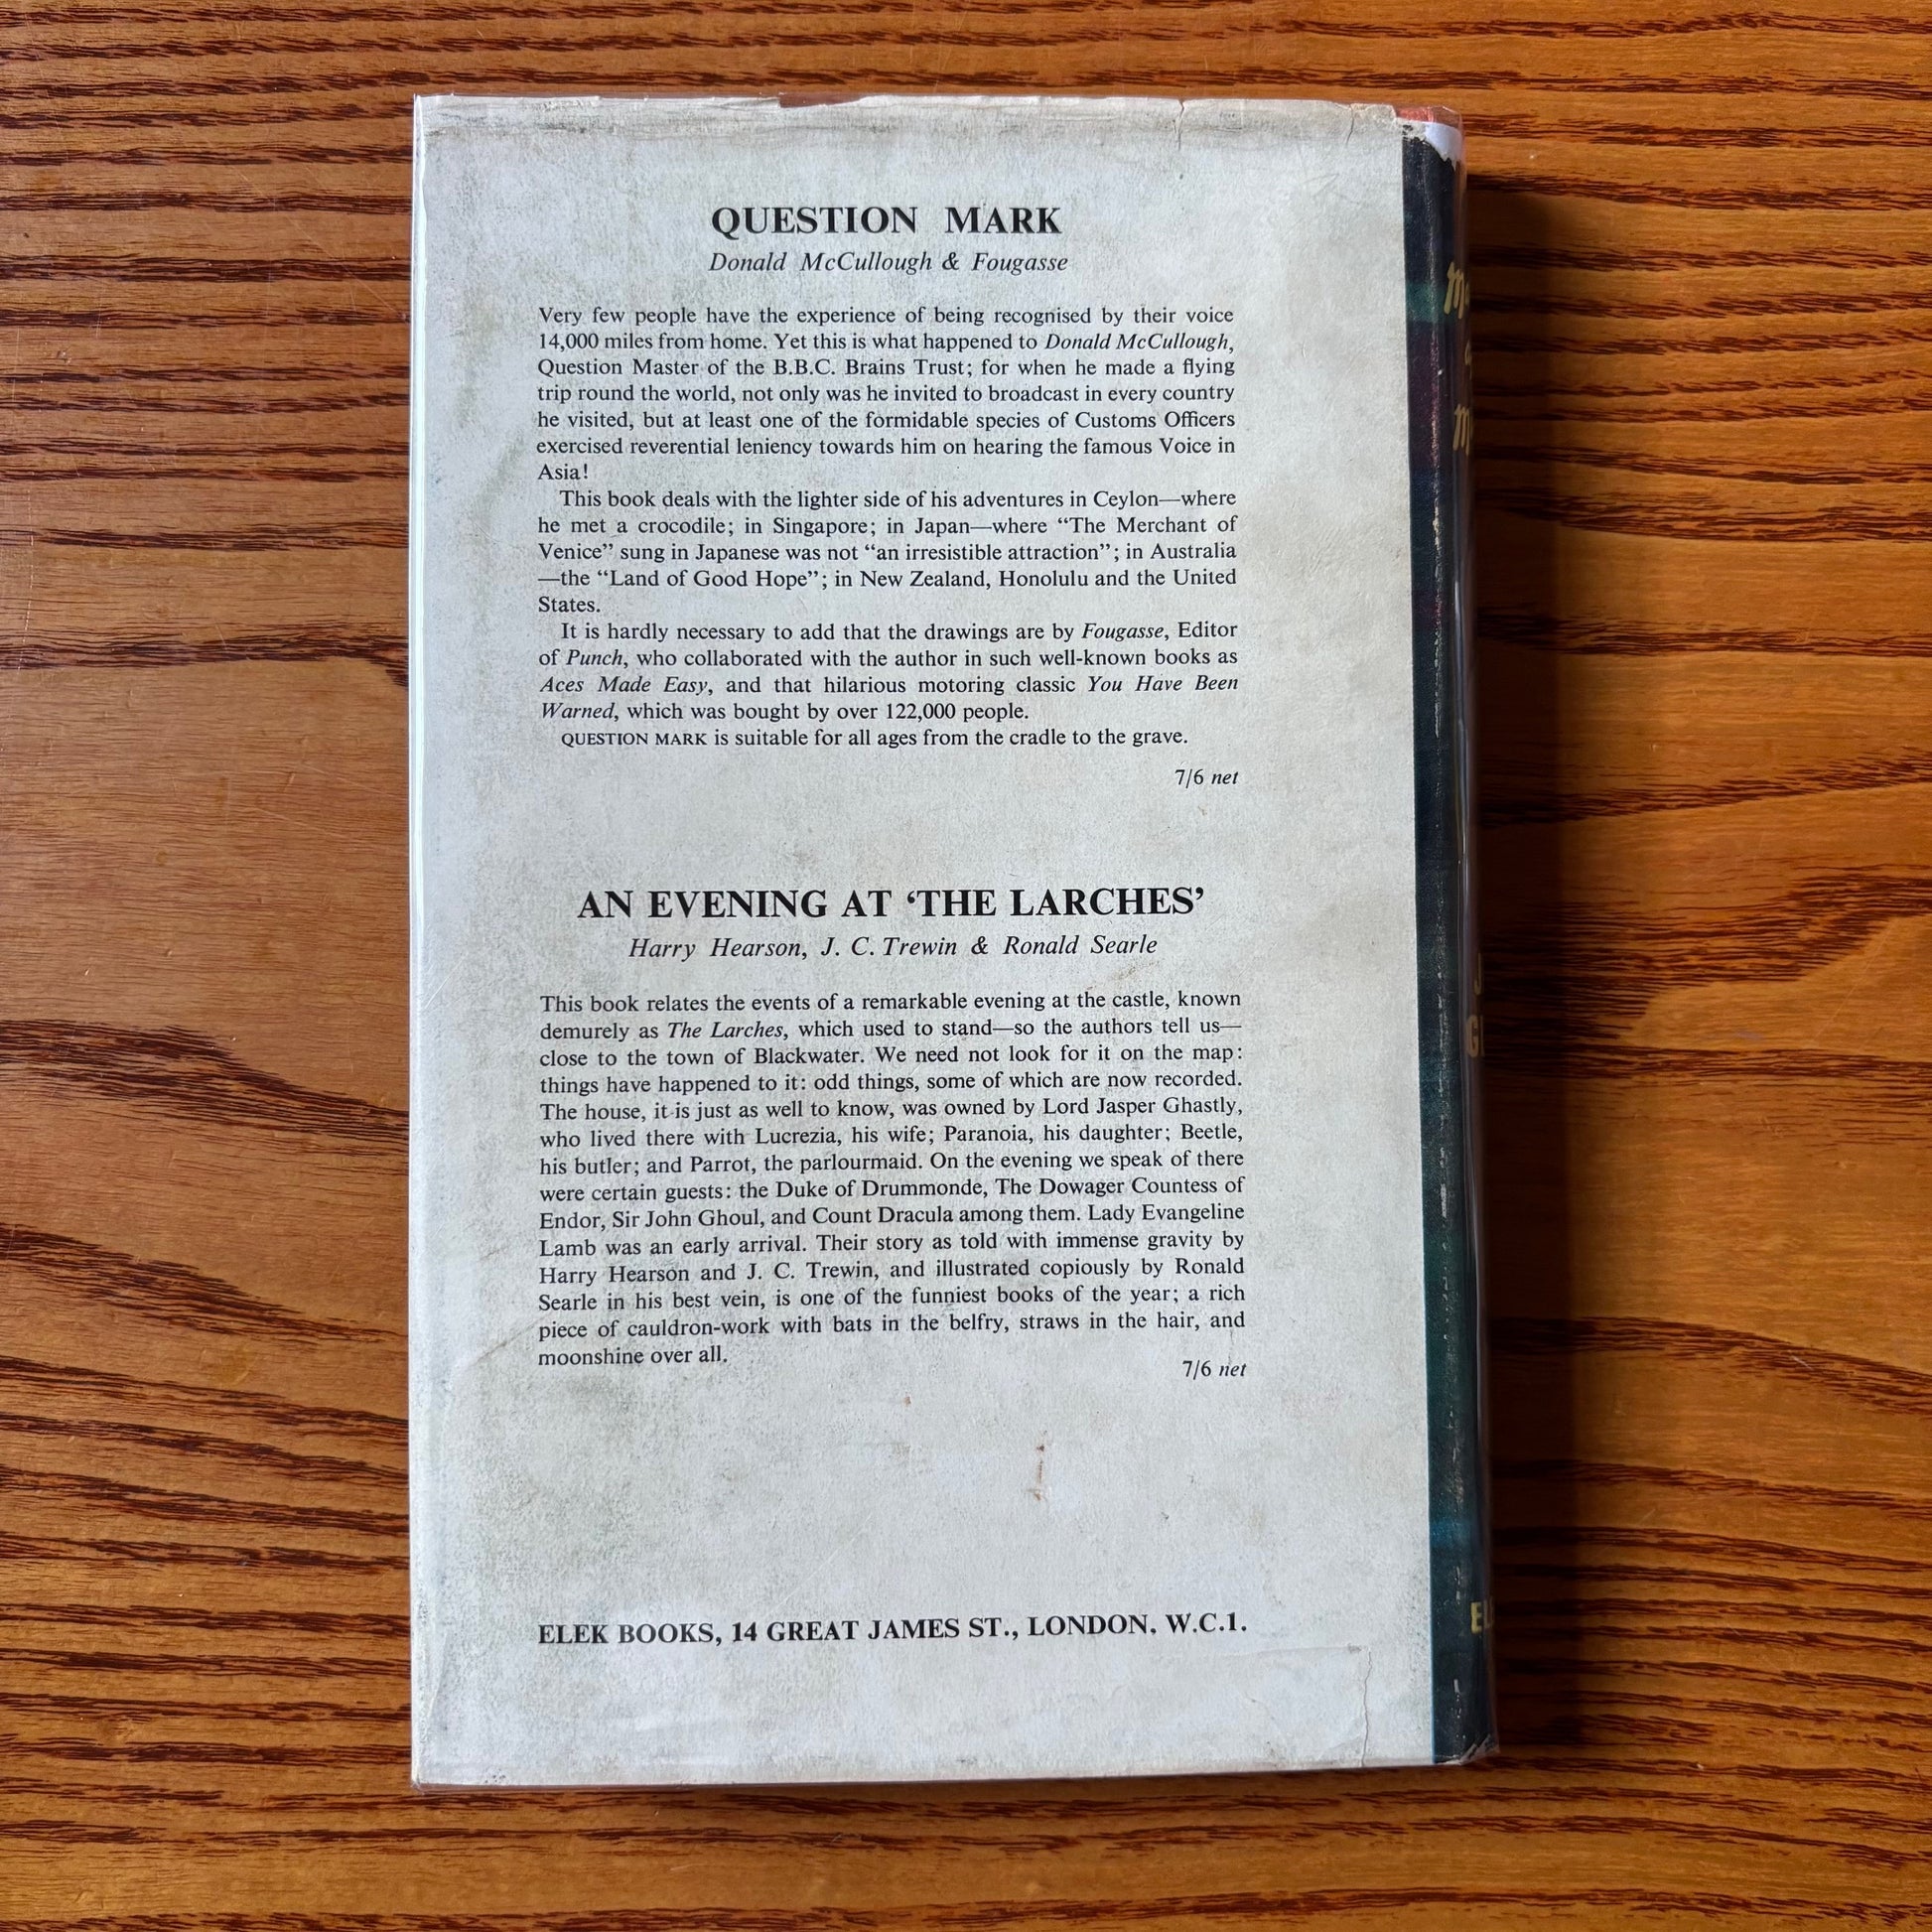 QUESTION MARK
Donald McCullough & Fougasse
Very few people have the experience of being recognised by their voice
14,000 miles from home. Yet this is what happened to Donald McCullough,
Question Master of the B.B.C. Brains Trust; for when he made a flying
trip round the world, not only was he invited to broadcast in every country
he visited, but at least one of the formidable species of Customs Officers
exercised reverential leniency towards him on hearing the famous Voice in
Asia!
This book deals with the lighter side of his adventures in Ceylon—where
he met a crocodile; in Singapore; in Japan—where “The Merchant of
Venice” sung in Japanese was not “an irresistible attraction”; in Australia
—the “Land of Good Hope”; in New Zealand, Honolulu and the United
States.
It is hardly necessary to add that the drawings are by Fougasse, Editor
of Punch, who collaborated with the author in such well-known books as
Aces Made Easy, and that hilarious motoring classic You Have Been
Warned, which was bought by over 122,000 people.
QUESTION MARK is suitable for all ages from the cradle to the grave.
7/6 net
AN EVENING AT ‘THE LARCHES’
Harry Hearson, J. C. Trewin & Ronald Searle
This book relates the events of a remarkable evening at the castle, known
demurely as The Larches, which used to stand—so the authors tell us—
close to the town of Blackwater. We need not look for it on the map:
things have happened to it: odd things, some of which are now recorded.
The house, it is just as well to know, was owned by Lord Jasper Ghastly,
who lived there with Lucrezia, his wife; Paranoia, his daughter; Beetle,
his butler; and Parrot, the parlourmaid. On the evening we speak of there
were certain guests: the Duke of Drummonde, The Dowager Countess of
Endor, Sir John Ghoul, and Count Dracula among them. Lady Evangeline
Lamb was an early arrival. Their story as told with immense gravity by
Harry Hearson and J. C. Trewin, and illustrated copiously by Ronald
Searle in his best vein, is one of the funniest books of the year; a rich
piece of cauldron-work with bats in the belfry, straws in the hair, and
moonshine over all.
7/6 net
ELEK BOOKS, 14 GREAT JAMES ST., LONDON, W.C.1.